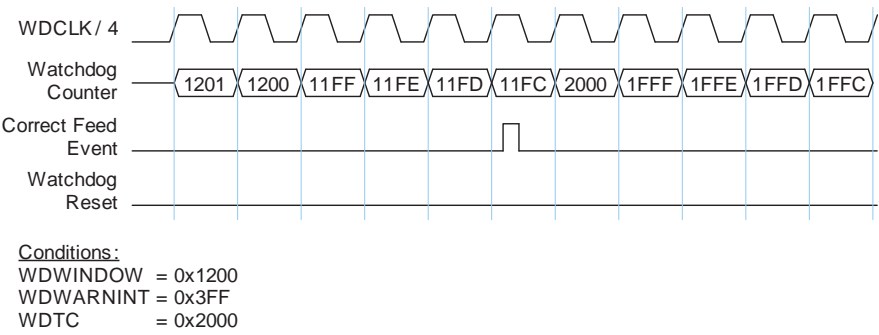 WDCLK / 4
Watchdog
Counter
1201 1200 11FF 11FE 11FD 11FC 2000 1FFF 1FFE 1FFD 1FFC
Correct Feed
Event
Watchdog
Reset
Conditions:
WDWINDOW = 0x1200
WDWARNINT = 0x3FF
WDTC = 0x2000